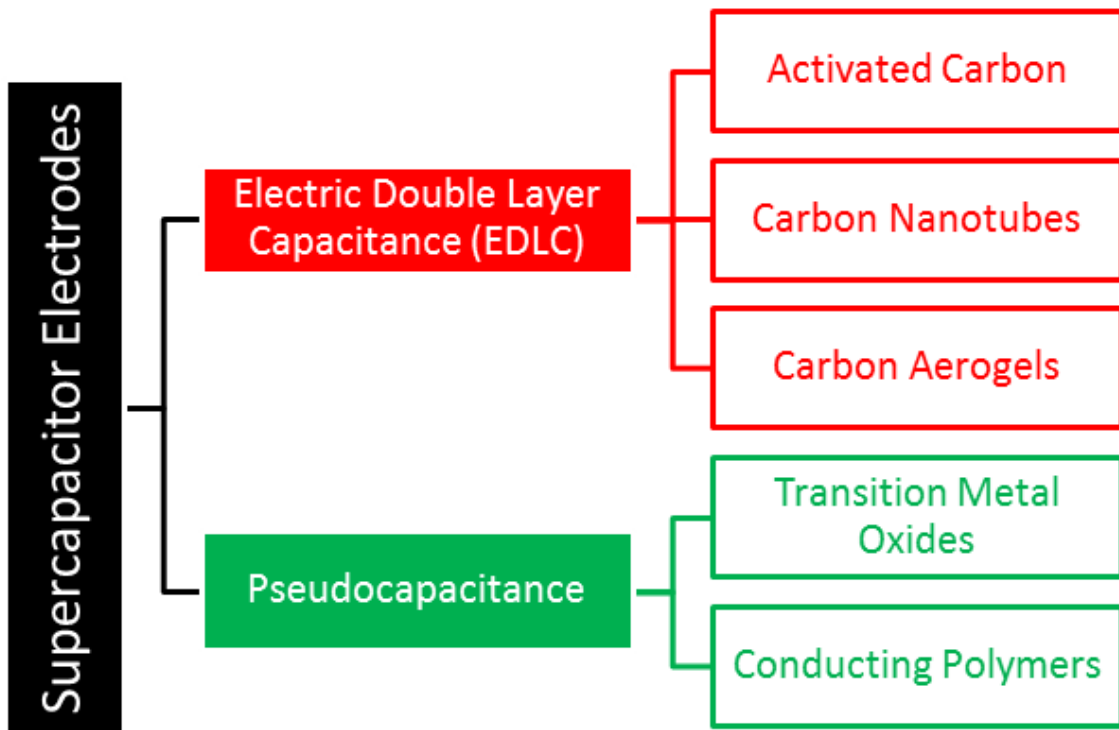 Supercapacitor Electrodes
Electric Double Layer
Capacitance (EDLC)
Activated Carbon
Carbon Nanotubes
Carbon Aerogels
Pseudocapacitance
Transition Metal
Oxides
Conducting Polymers